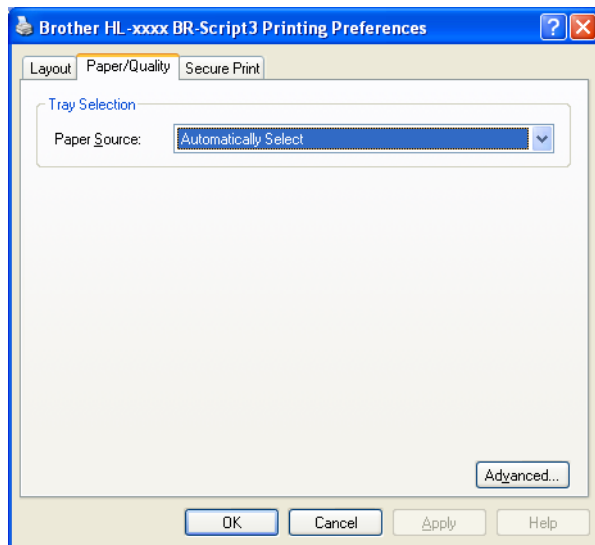 Brother HL-xxxx BR-Script3 Printing Preferences
Layout Paper/Quality Secure Print
Tray Selection
Paper Source: Automatically Select
Advanced...
OK Cancel Apply Help